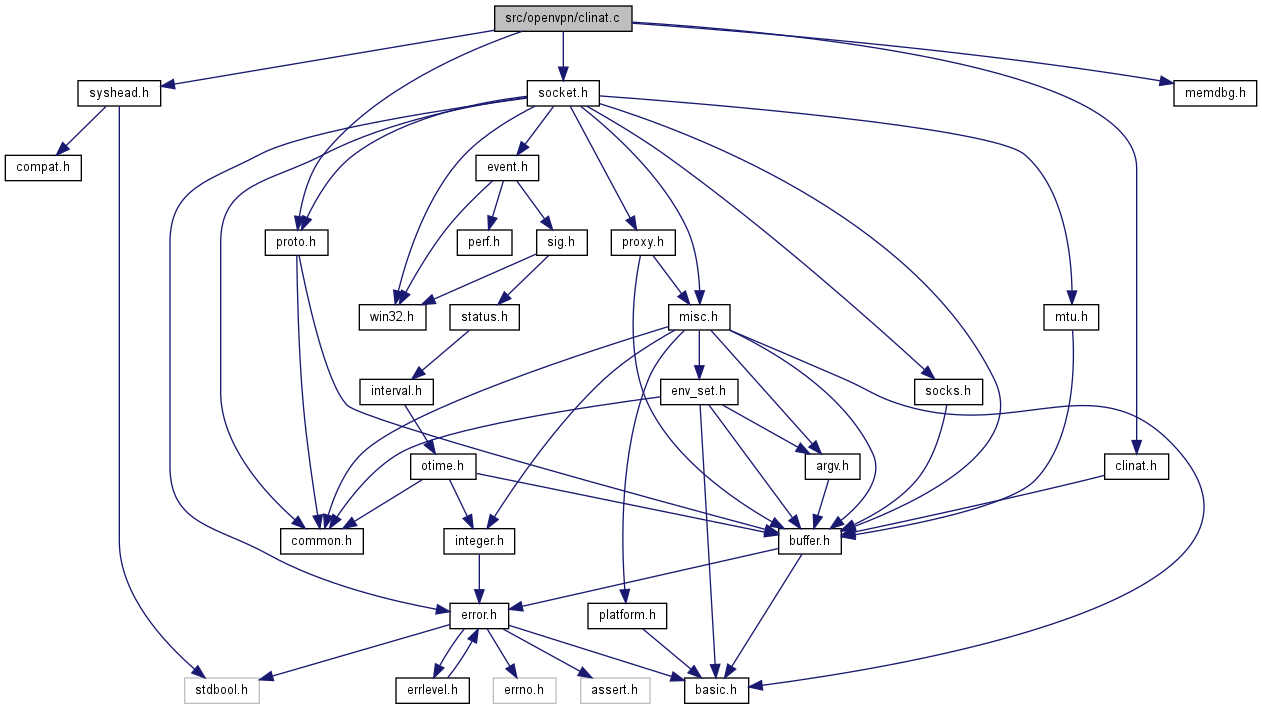 src/openvpn/clinat.c
syshead.h
socket.h
memdbg.h
compat.h
event.h
proto.h
perf.h
sig.h
proxy.h
win32.h
status.h
misc.h
mtu.h
interval.h
env_set.h
socks.h
otime.h
argv.h
clinat.h
common.h
integer.h
buffer.h
error.h
platform.h
stdbool.h
errlevel.h
errno.h
assert.h
basic.h